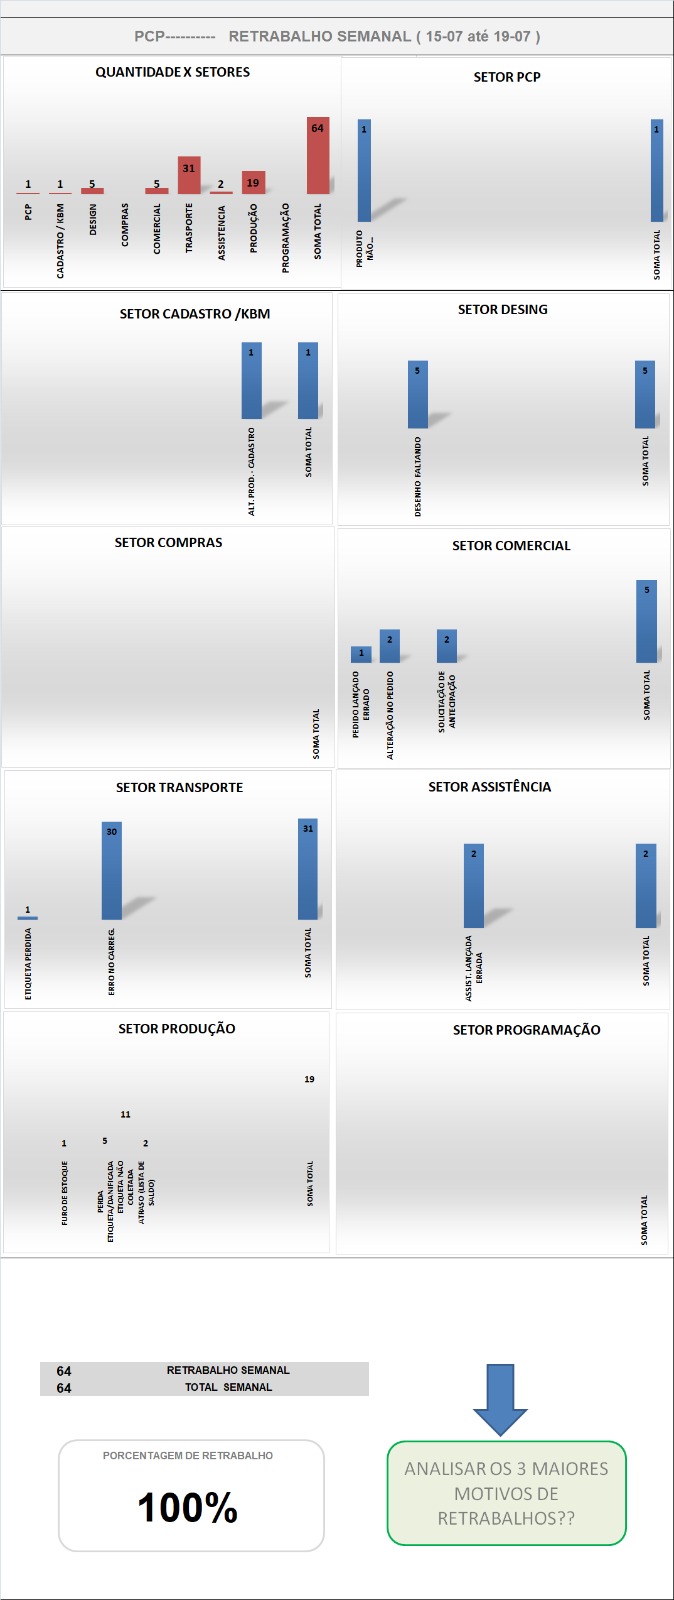 PCP---------- RETRABALHO SEMANAL ( 15-07 até 19-07 )
QUANTIDADE X SETORES
1
1
5
5
31
2
19
64
PCP
CADASTRO / KBM
DESIGN
COMPRAS
COMERCIAL
TRASPORTE
ASSISTENCIA
PRODUÇÃO
PROGRAMAÇÃO
SOMA TOTAL
SETOR PCP
1
1
PRODUTO
NÃO...
SOMA TOTAL
SETOR CADASTRO /KBM
1
1
ALT. PROD. - CADASTRO
SOMA TOTAL
SETOR DESING
5
5
DESENHO FALTANDO
SOMA TOTAL
SETOR COMPRAS
SOMA TOTAL
SETOR COMERCIAL
1
2
2
5
PEDIDO LANÇADO
ERRADO
ALTERAÇÃO NO PEDIDO
SOLICITAÇÃO DE
ANTECIPAÇÃO
SOMA TOTAL
SETOR TRANSPORTE
1
30
31
ETIQUETA PERDIDA
ERRO NO CARREG.
SOMA TOTAL
SETOR ASSISTÊNCIA
2
2
ASSIST. LANÇADA
ERRADA
SOMA TOTAL
SETOR PRODUÇÃO
1
5
11
2
19
FURO DE ESTOQUE
PERDA
ETIQUETA/DANIFICADA
ETIQUETA NÃO
COLETADA
ATRASO (LISTA DE
SALDO)
SOMA TOTAL
SETOR PROGRAMAÇÃO
SOMA TOTAL
64 RETRABALHO SEMANAL
64 TOTAL SEMANAL
PORCENTAGEM DE RETRABALHO
100%
ANALISAR OS 3 MAIORES
MOTIVOS DE
RETRABALHOS??